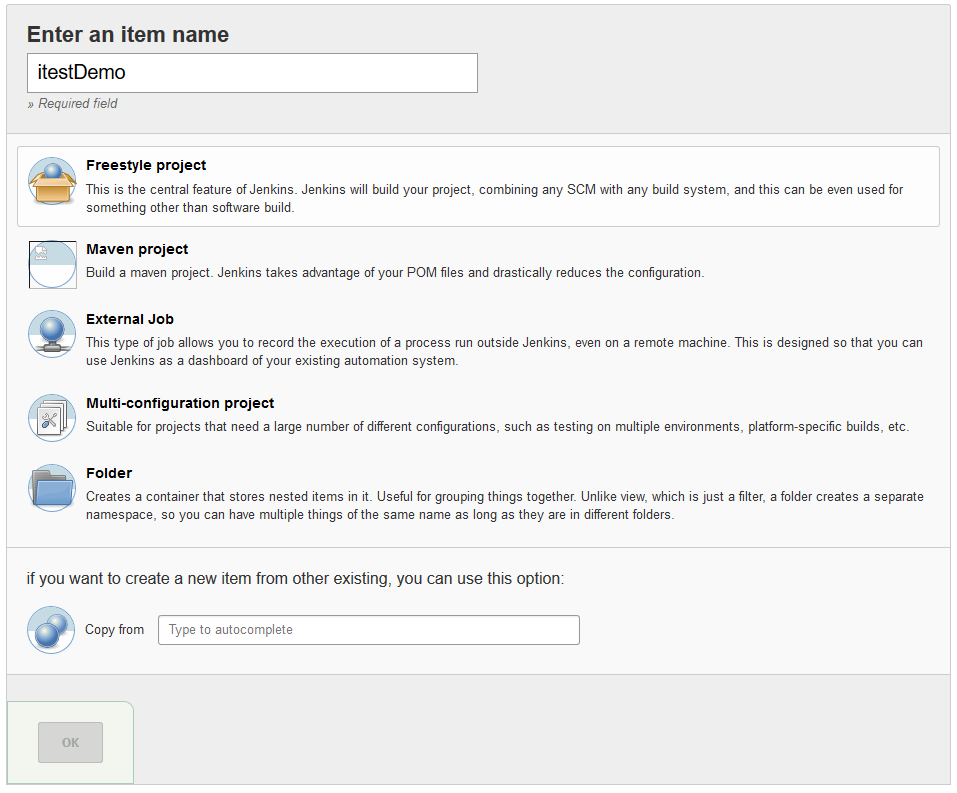 Enter an item name
itestDemo
» Required field
Freestyle project
This is the central feature of Jenkins. Jenkins will build your project, combining any SCM with any build system, and this can be even used for
something other than software build.
Maven project
Build a maven project. Jenkins takes advantage of your POM files and drastically reduces the configuration.
External Job
This type of job allows you to record the execution of a process run outside Jenkins, even on a remote machine. This is designed so that you can
use Jenkins as a dashboard of your existing automation system.
Multi-configuration project
Suitable for projects that need a large number of different configurations, such as testing on multiple environments, platform-specific builds, etc.
Folder
Creates a container that stores nested items in it. Useful for grouping things together. Unlike view, which is just a filter, a folder creates a separate
namespace, so you can have multiple things of the same name as long as they are in different folders.
if you want to create a new item from other existing, you can use this option:
Copy from
Type to autocomplete
OK